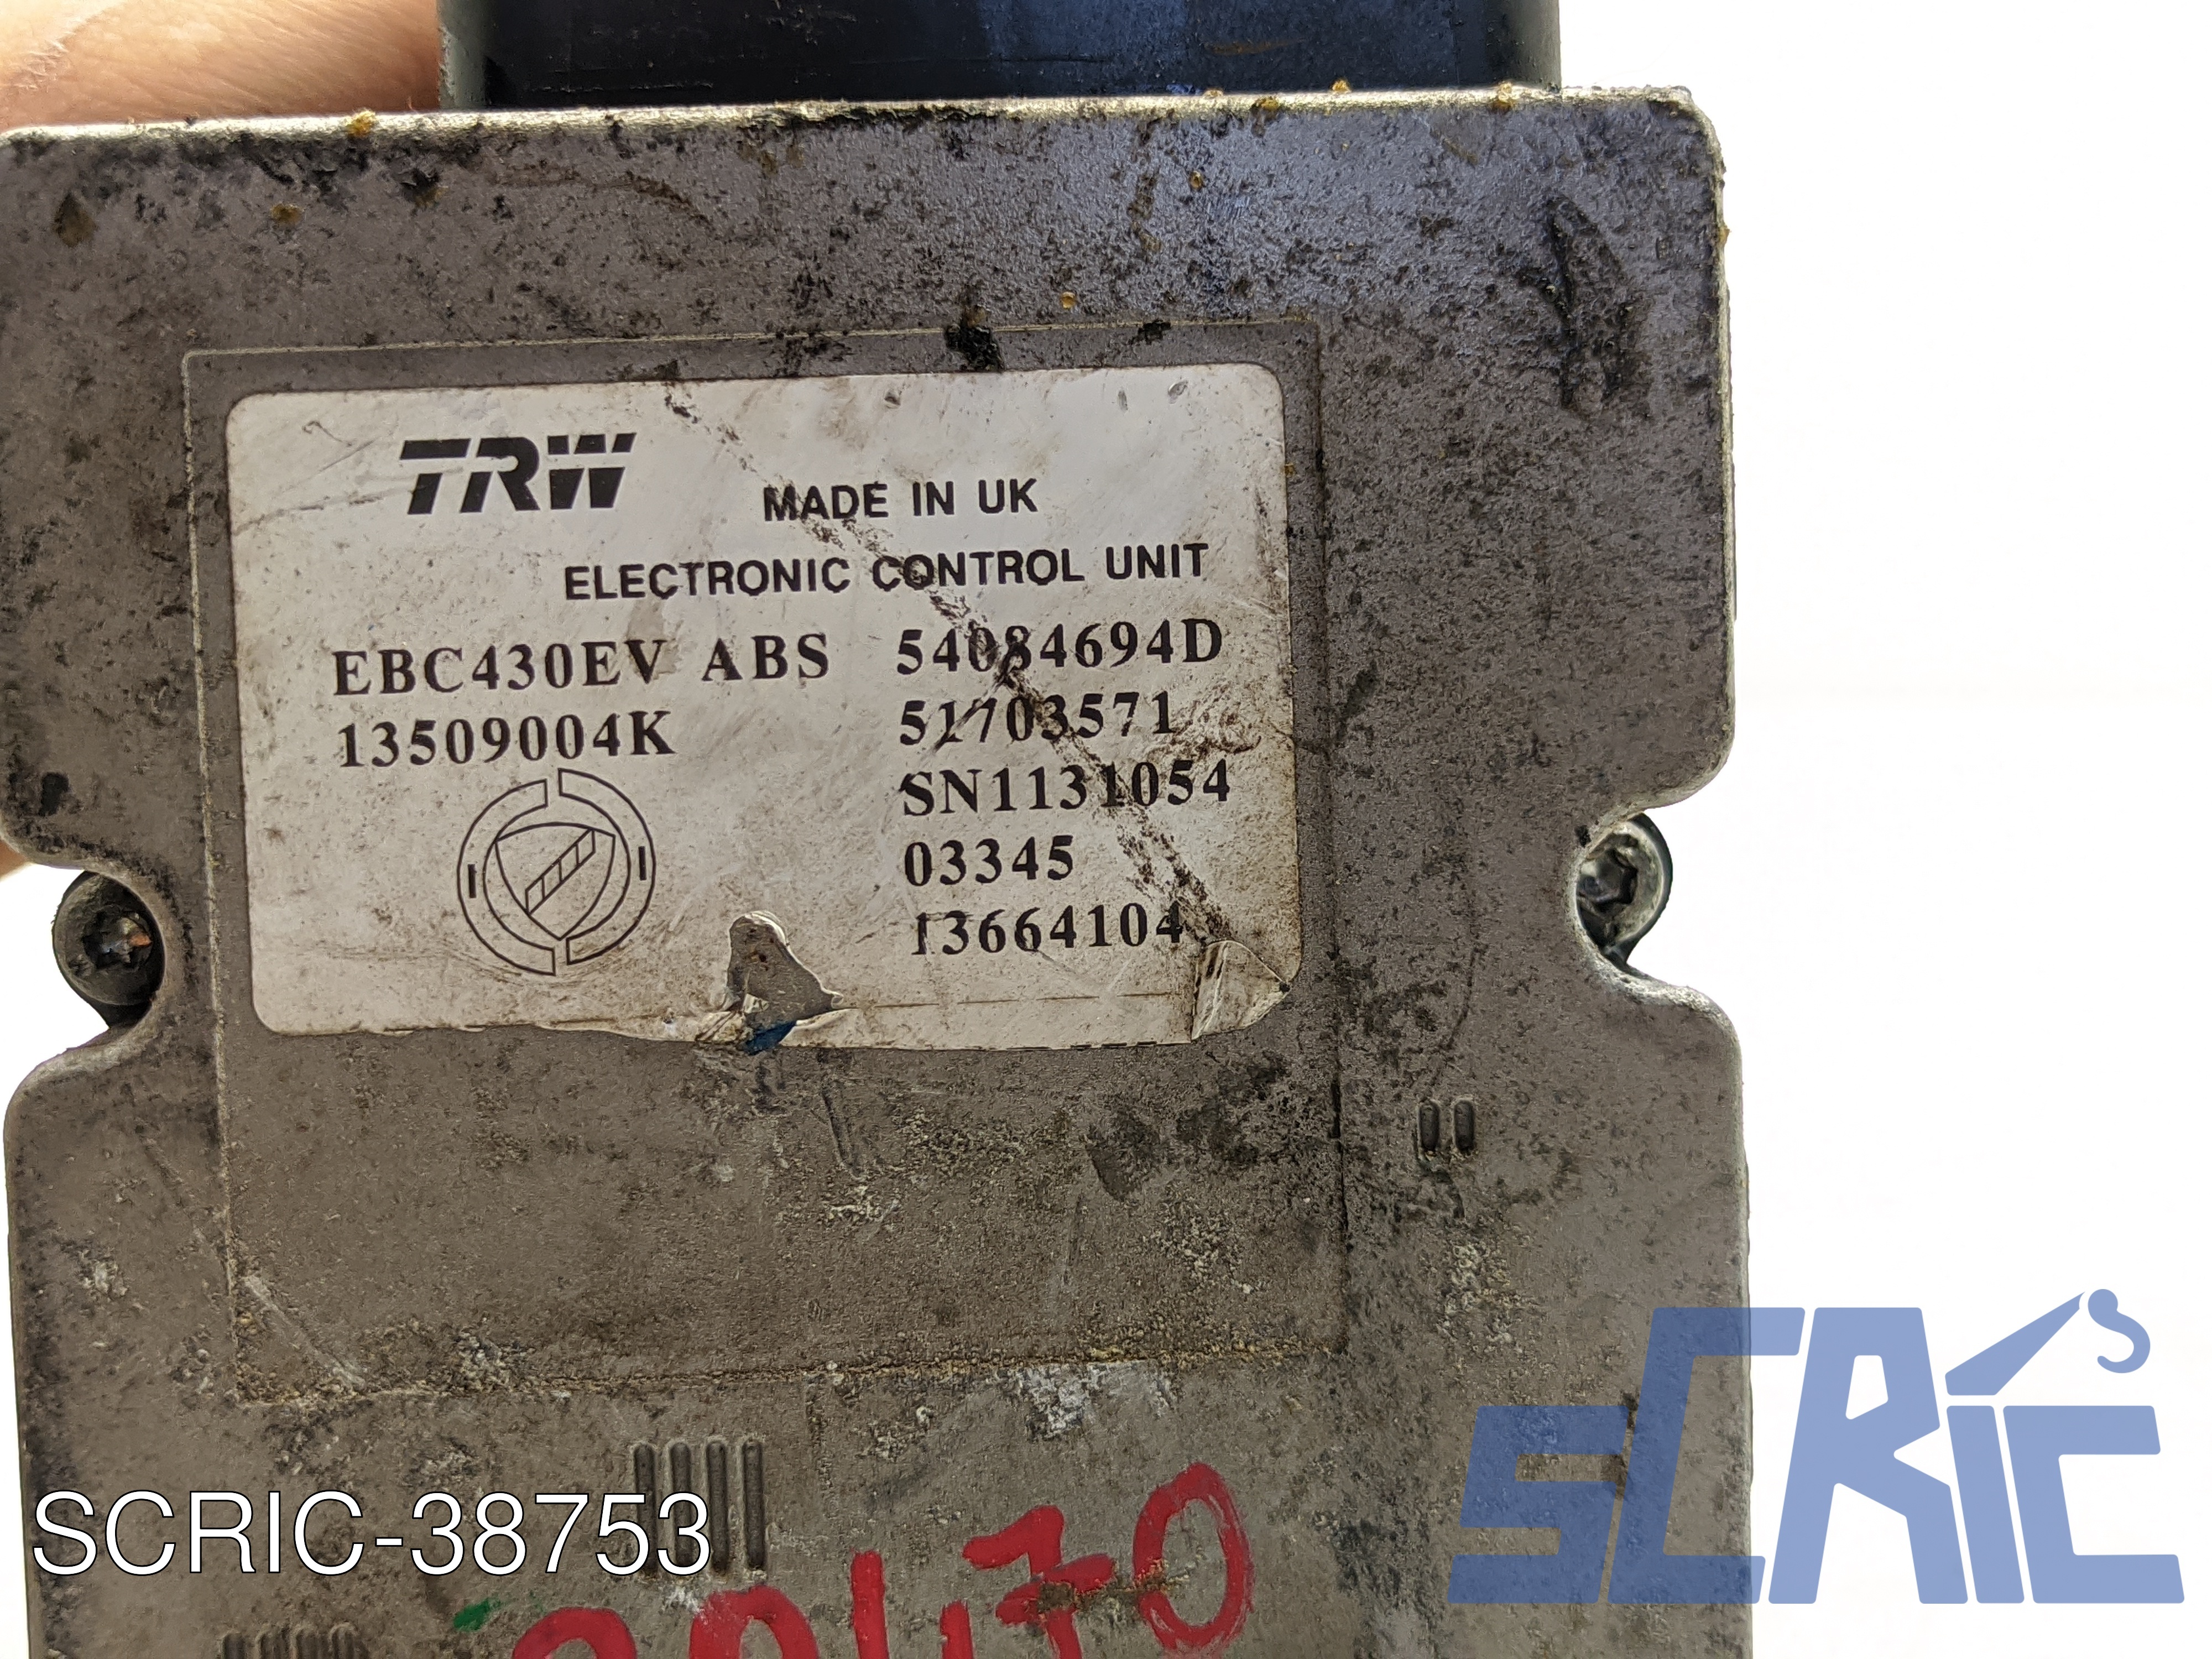 TRW
MADE IN UK
ELECTRONIC CONTROL UNIT
EBC430EV ABS 54084694D
13509004K 51703571
SN1131054
03345
13664104
SCRIC-38753
SCRIC